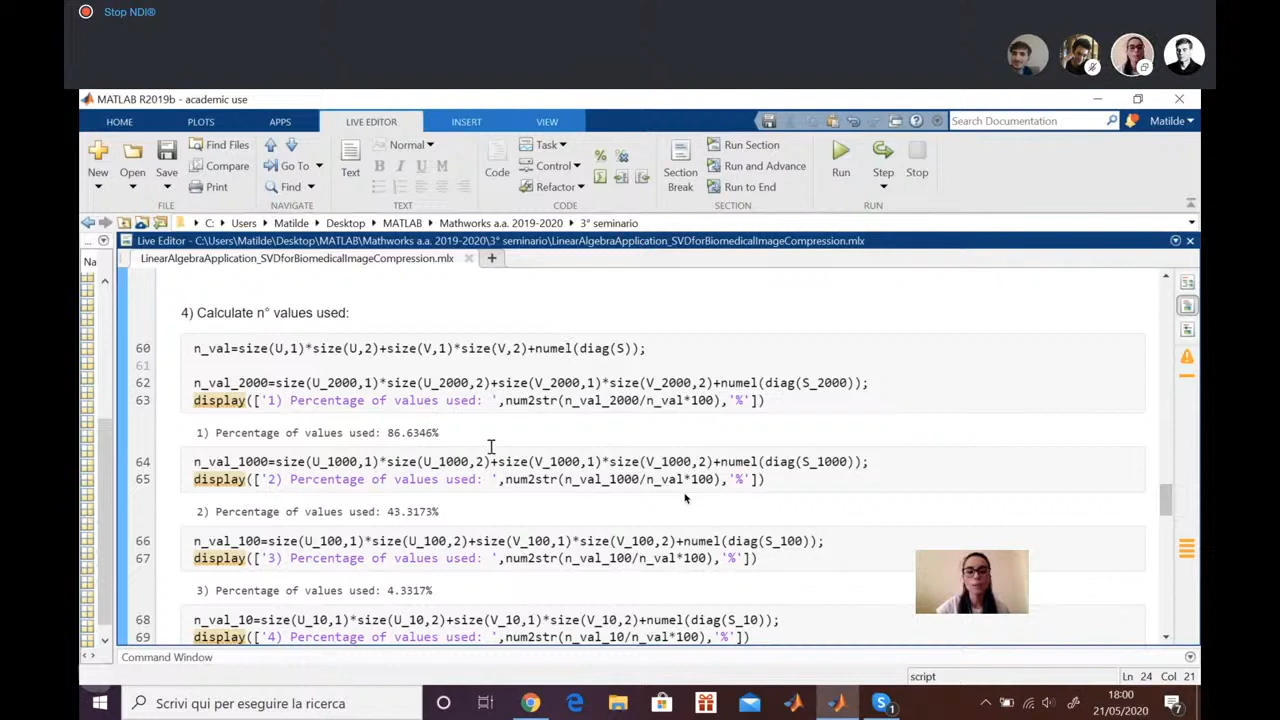 Stop NDI®
MATLAB R2019b - academic use
HOME PLOTS APPS LIVE EDITOR INSERT VIEW
Search Documentation
Matilde
New Open Save
Find Files
Compare
Print
Go To
Find
Text
Normal
B I U M
Code
Task
Control
Refactor
Section Break
Run Section
Run and Advance
Run to End
Run Step Stop
FILE NAVIGATE TEXT CODE SECTION RUN
C: Users Matilde Desktop MATLAB Mathworks a.a. 2019-2020 3° seminario
... Live Editor - C:\Users\Matilde\Desktop\MATLAB\Mathworks a.a. 2019-2020\3° seminario\LinearAlgebraApplication_SVDforBiomedicalImageCompression.mlx
Na LinearAlgebraApplication_SVDforBiomedicalImageCompression.mlx
4) Calculate n° values used:
60 n_val=size(U,1)*size(U,2)+size(V,1)*size(V,2)+numel(diag(S));
61
62 n_val_2000=size(U_2000,1)*size(U_2000,2)+size(V_2000,1)*size(V_2000,2)+numel(diag(S_2000));
63 display(['1) Percentage of values used: ',num2str(n_val_2000/n_val*100),'%'])
1) Percentage of values used: 86.6346%
64 n_val_1000=size(U_1000,1)*size(U_1000,2)+size(V_1000,1)*size(V_1000,2)+numel(diag(S_1000));
65 display(['2) Percentage of values used: ',num2str(n_val_1000/n_val*100),'%'])
2) Percentage of values used: 43.3173%
66 n_val_100=size(U_100,1)*size(U_100,2)+size(V_100,1)*size(V_100,2)+numel(diag(S_100));
67 display(['3) Percentage of values used: ',num2str(n_val_100/n_val*100),'%'])
3) Percentage of values used: 4.3317%
68 n_val_10=size(U_10,1)*size(U_10,2)+size(V_10,1)*size(V_10,2)+numel(diag(S_10));
69 display(['4) Percentage of values used: ',num2str(n_val_10/n_val*100),'%'])
Command Window
script Ln 24 Col 21
Scrivi qui per eseguire la ricerca
1
18:00
21/05/2020
7